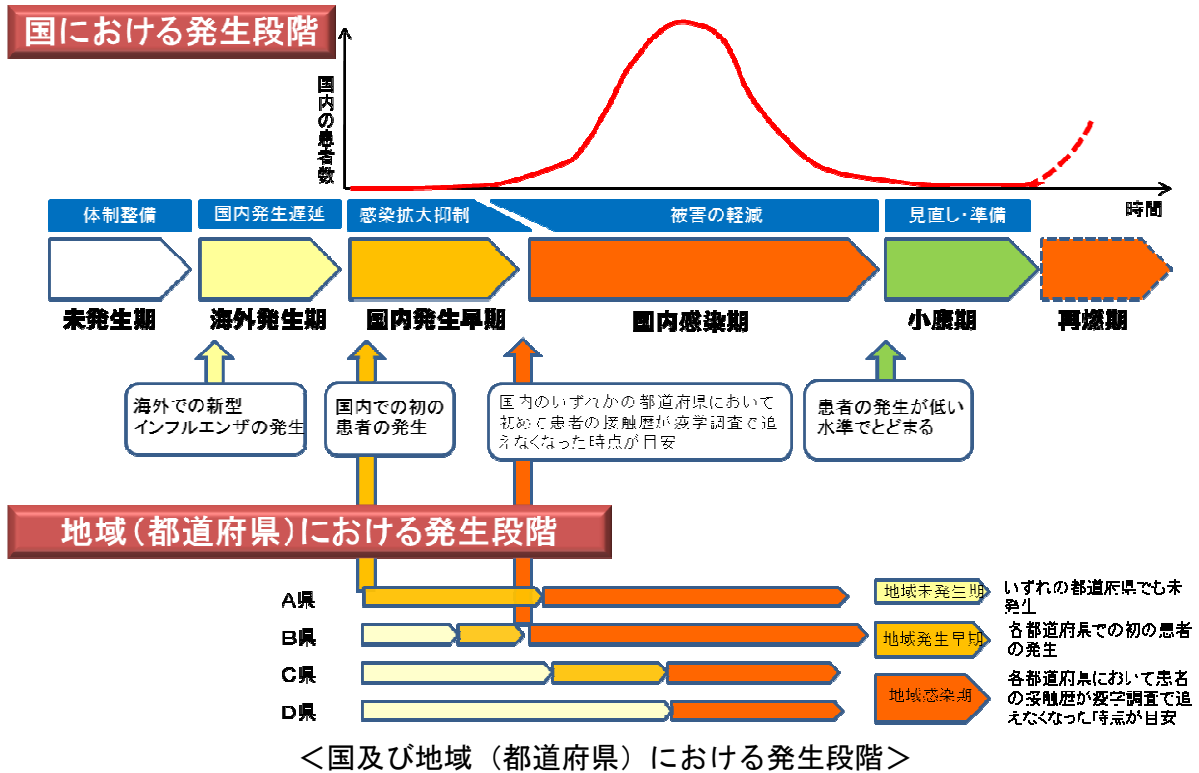 国における発生段階
国内の患者数
時間
体制整備
国内発生遅延
感染拡大抑制
被害の軽減
見直し・準備
未発生期
海外発生期
国内発生早期
国内感染期
小康期
再燃期
海外での新型
インフルエンザの発生
国内での初の
患者の発生
国内のいずれかの都道府県において
初めて患者の接触歴が疫学調査で追
えなくなった時点が目安
患者の発生が低い
水準でとどまる
地域(都道府県)における発生段階
A県
B県
C県
D県
地域未発生期
いずれの都道府県でも未
発生
地域発生早期
各都道府県での初の患者
の発生
地域感染期
各都道府県において患者
の接触歴が疫学調査で追
えなくなった時点が目安
<国及び地域(都道府県)における発生段階>